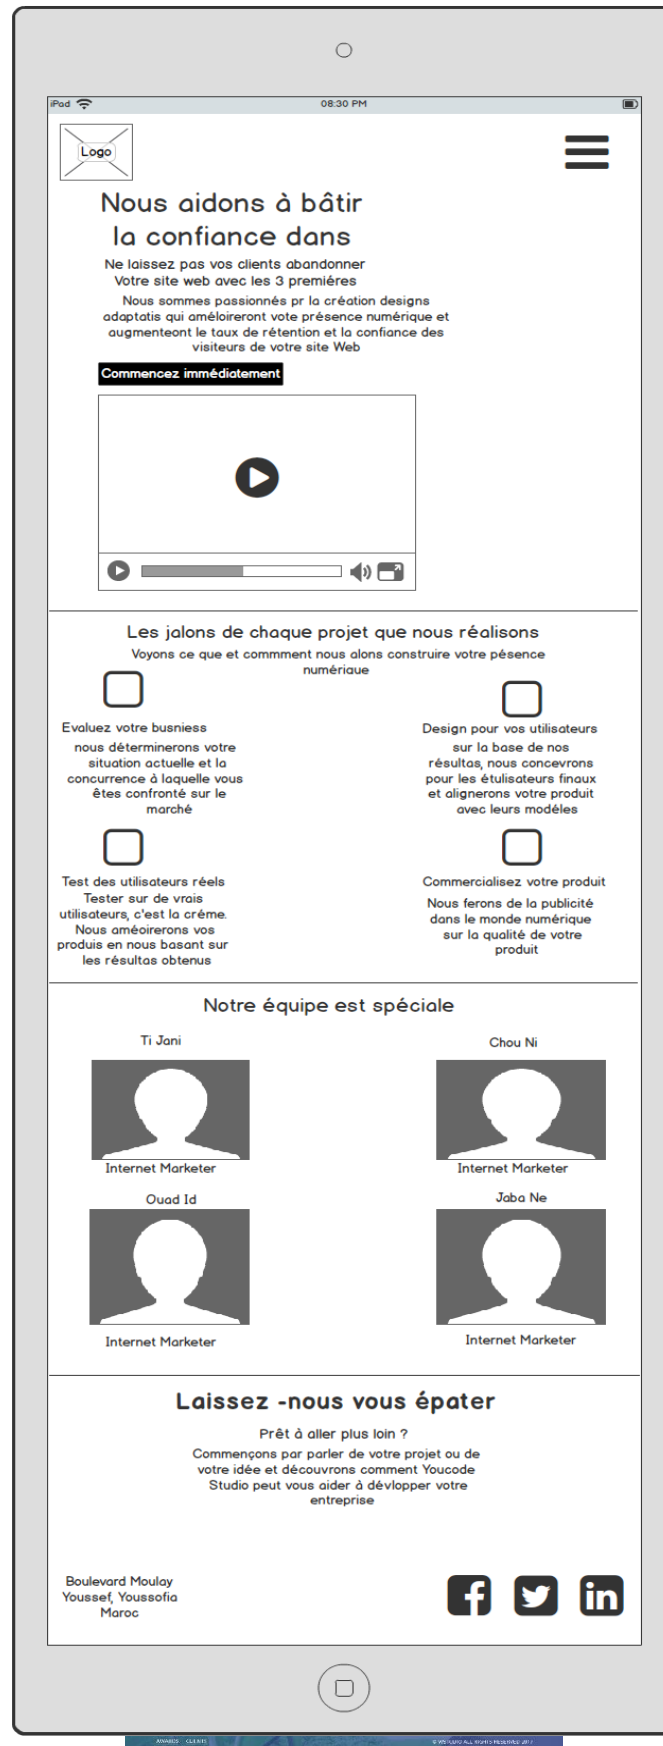 iPad 08:30 PM
Logo
Nous aidons à bâtir
la confiance dans
Ne laissez pas vos clients abandonner
Votre site web avec les 3 premiéres
Nous sommes passionnés pr la création designs
adaptatis qui améloireront vote présence numérique et
augmenteont le taux de rétention et la confiance des
visiteurs de votre site Web
Commencez immédiatement
Les jalons de chaque projet que nous réalisons
Voyons ce que et commment nous alons construire votre pésence
numérique
Evaluez votre busniess
nous déterminerons votre
situation actuelle et la
concurrence à laquelle vous
êtes confronté sur le
marché
Design pour vos utilisateurs
sur la base de nos
résultas, nous concevrons
pour les étulisateurs finaux
et alignerons votre produit
avec leurs modéles
Test des utilisateurs réels
Tester sur de vrais
utilisateurs, c'est la créme.
Nous améoirerons vos
produis en nous basant sur
les résultas obtenus
Commercialisez votre produit
Nous ferons de la publicité
dans le monde numérique
sur la qualité de votre
produit
Notre équipe est spéciale
Ti Jani
Internet Marketer
Chou Ni
Internet Marketer
Ouad Id
Internet Marketer
Jaba Ne
Internet Marketer
Laissez -nous vous épater
Prêt à aller plus loin ?
Commençons par parler de votre projet ou de
votre idée et découvrons comment Youcode
Studio peut vous aider à dévlopper votre
entreprise
Boulevard Moulay
Youssef, Youssofia
Maroc
AWARDS CLIENTS
ALL RIGHTS RESERVED 2017